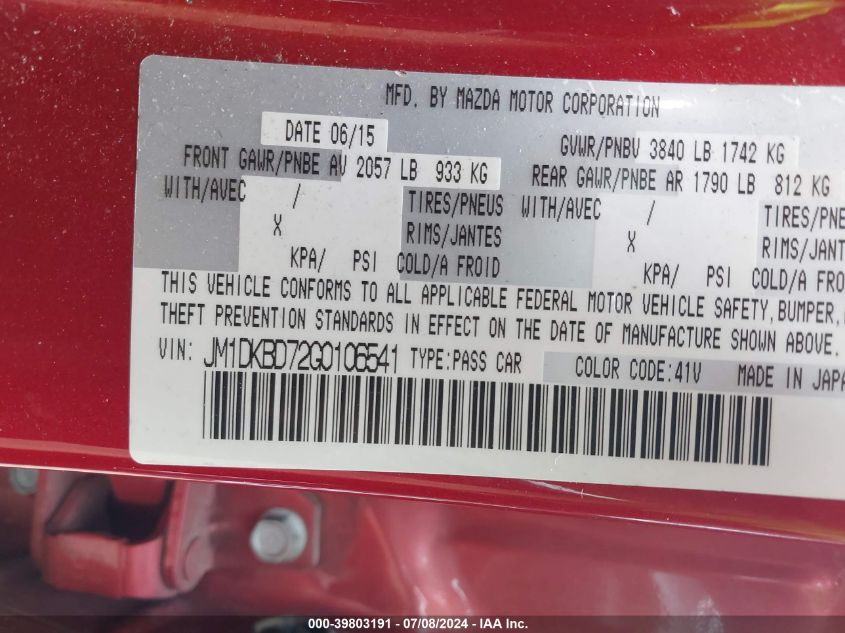 MFD. BY MAZDA MOTOR CORPORATION
DATE 06/15 GVWR/PNBV 3840 LB 1742 KG
FRONT GAWR/PNBE AV 2057 LB 933 KG REAR GAWR/PNBE AR 1790 LB 812 KG
WITH/AVEC / TIRES/PNEUS WITH/AVEC / TIRES/PNE
X RIMS/JANTES X RIMS/JANT
KPA/ PSI COLD/A FROID KPA/ PSI COLD/A FROI
THIS VEHICLE CONFORMS TO ALL APPLICABLE FEDERAL MOTOR VEHICLE SAFETY, BUMPER,
THEFT PREVENTION STANDARDS IN EFFECT ON THE DATE OF MANUFACTURE SHOWN ABOVE.
VIN: JM1DKBD72G0106541 TYPE:PASS CAR COLOR CODE:41V MADE IN JAPA
000-39803191 - 07/08/2024 - IAA Inc.